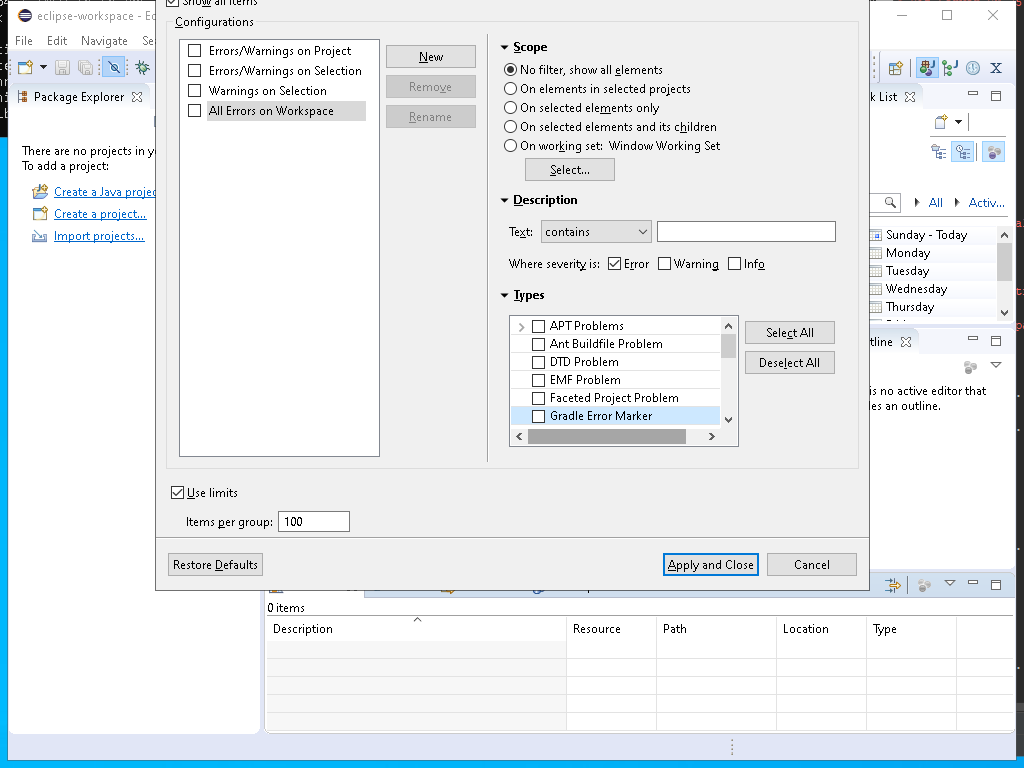 eclipse-workspace - Ec
Show all items
File Edit Navigate Se
Configurations
Errors/Warnings on Project
Errors/Warnings on Selection
Warnings on Selection
All Errors on Workspace
New
Remove
Rename
Scope
No filter, show all elements
On elements in selected projects
On selected elements only
On selected elements and its children
On working set: Window Working Set
Select...
Description
Text: contains
Where severity is: Error Warning Info
Types
APT Problems
Ant Buildfile Problem
DTD Problem
EMF Problem
Faceted Project Problem
Gradle Error Marker
Select All
Deselect All
Use limits
Items per group: 100
Restore Defaults
Apply and Close
Cancel
Package Explorer
There are no projects in y
To add a project:
Create a Java projec
Create a project...
Import projects...
k List
All
Activ...
Sunday - Today
Monday
Tuesday
Wednesday
Thursday
tline
is no active editor that
les an outline.
0 items
Description Resource Path Location Type